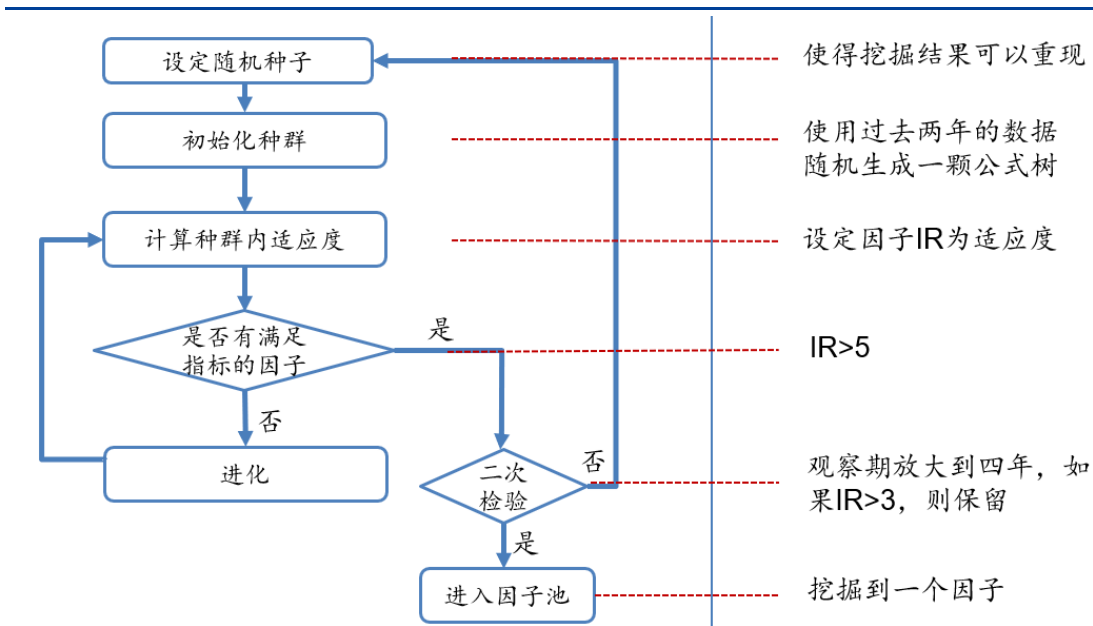 设定随机种子
使得挖掘结果可以重现
初始化种群
使用过去两年的数据
随机生成一颗公式树
计算种群内适应度
设定因子IR为适应度
是否有满足
指标的因子
是
IR>5
否
进化
二次
检验
否
观察期放大到四年，如
果IR>3，则保留
是
进入因子池
挖掘到一个因子